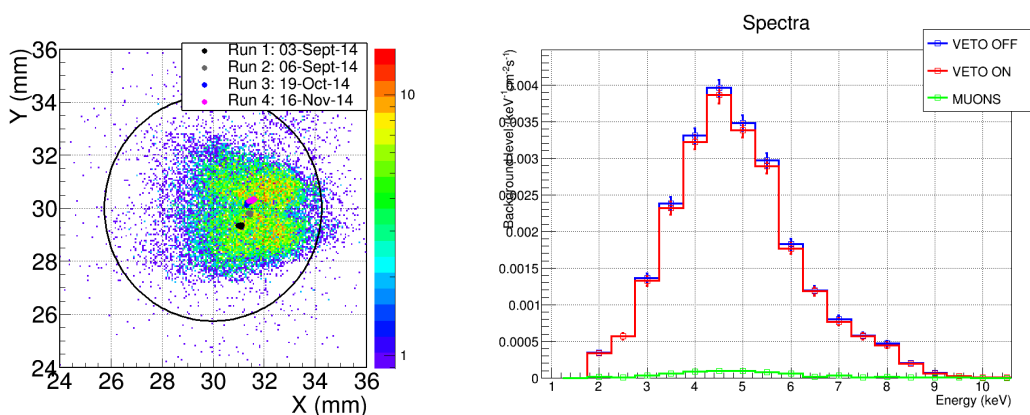 Y (mm)
36
34
32
30
28
26
24
24
26
28
30
32
34
36
X (mm)
Run 1: 03-Sept-14
Run 2: 06-Sept-14
Run 3: 19-Oct-14
Run 4: 16-Nov-14
10
1
Spectra
VETO OFF
VETO ON
MUONS
Background level (keV⁻¹cm⁻²s⁻¹)
0.004
0.0035
0.003
0.0025
0.002
0.0015
0.001
0.0005
0
1
2
3
4
5
6
7
8
9
10
Energy (keV)